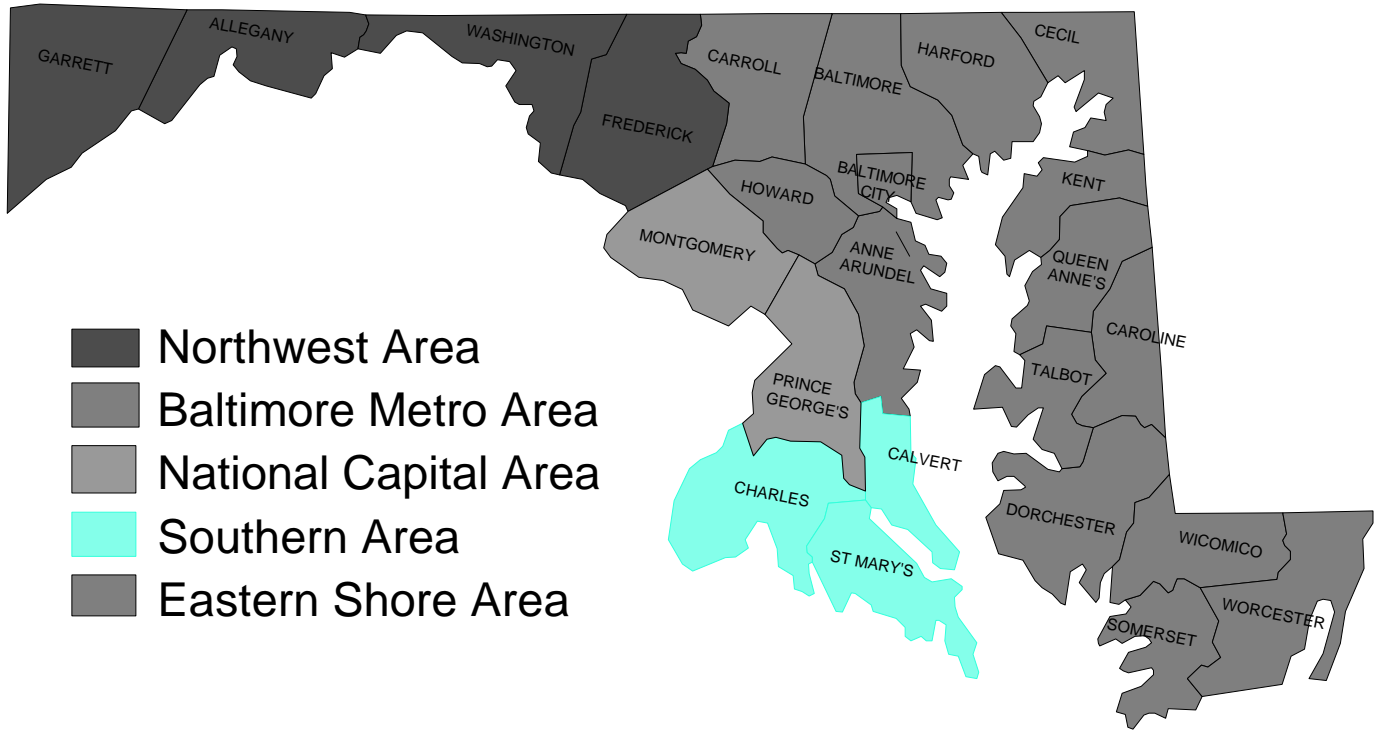 GARRETT
ALLEGANY
WASHINGTON
FREDERICK
CARROLL
BALTIMORE
HARFORD
CECIL
BALTIMORE
CITY
HOWARD
KENT
MONTGOMERY
ANNE
ARUNDEL
QUEEN
ANNE'S
CAROLINE
TALBOT
PRINCE
GEORGE'S
CALVERT
CHARLES
ST MARY'S
DORCHESTER
WICOMICO
WORCESTER
SOMERSET
Northwest Area
Baltimore Metro Area
National Capital Area
Southern Area
Eastern Shore Area